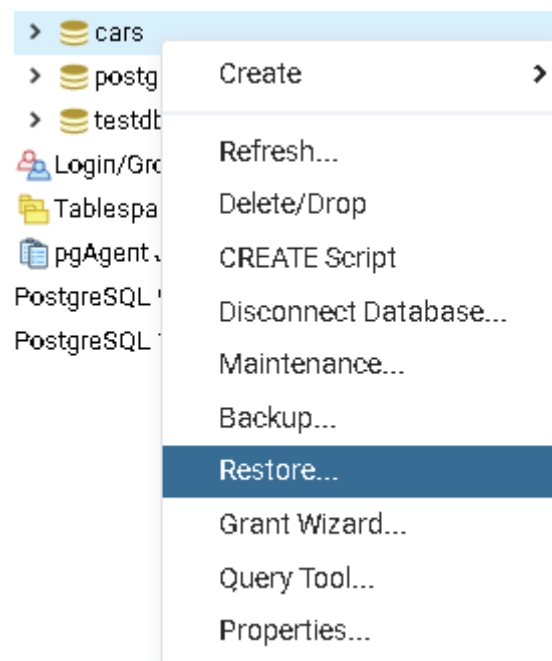 cars
postg
testdb
Login/Gro
Tablespa
pgAgent
PostgreSQL
PostgreSQL
Create
Refresh...
Delete/Drop
CREATE Script
Disconnect Database...
Maintenance...
Backup...
Restore...
Grant Wizard...
Query Tool...
Properties...